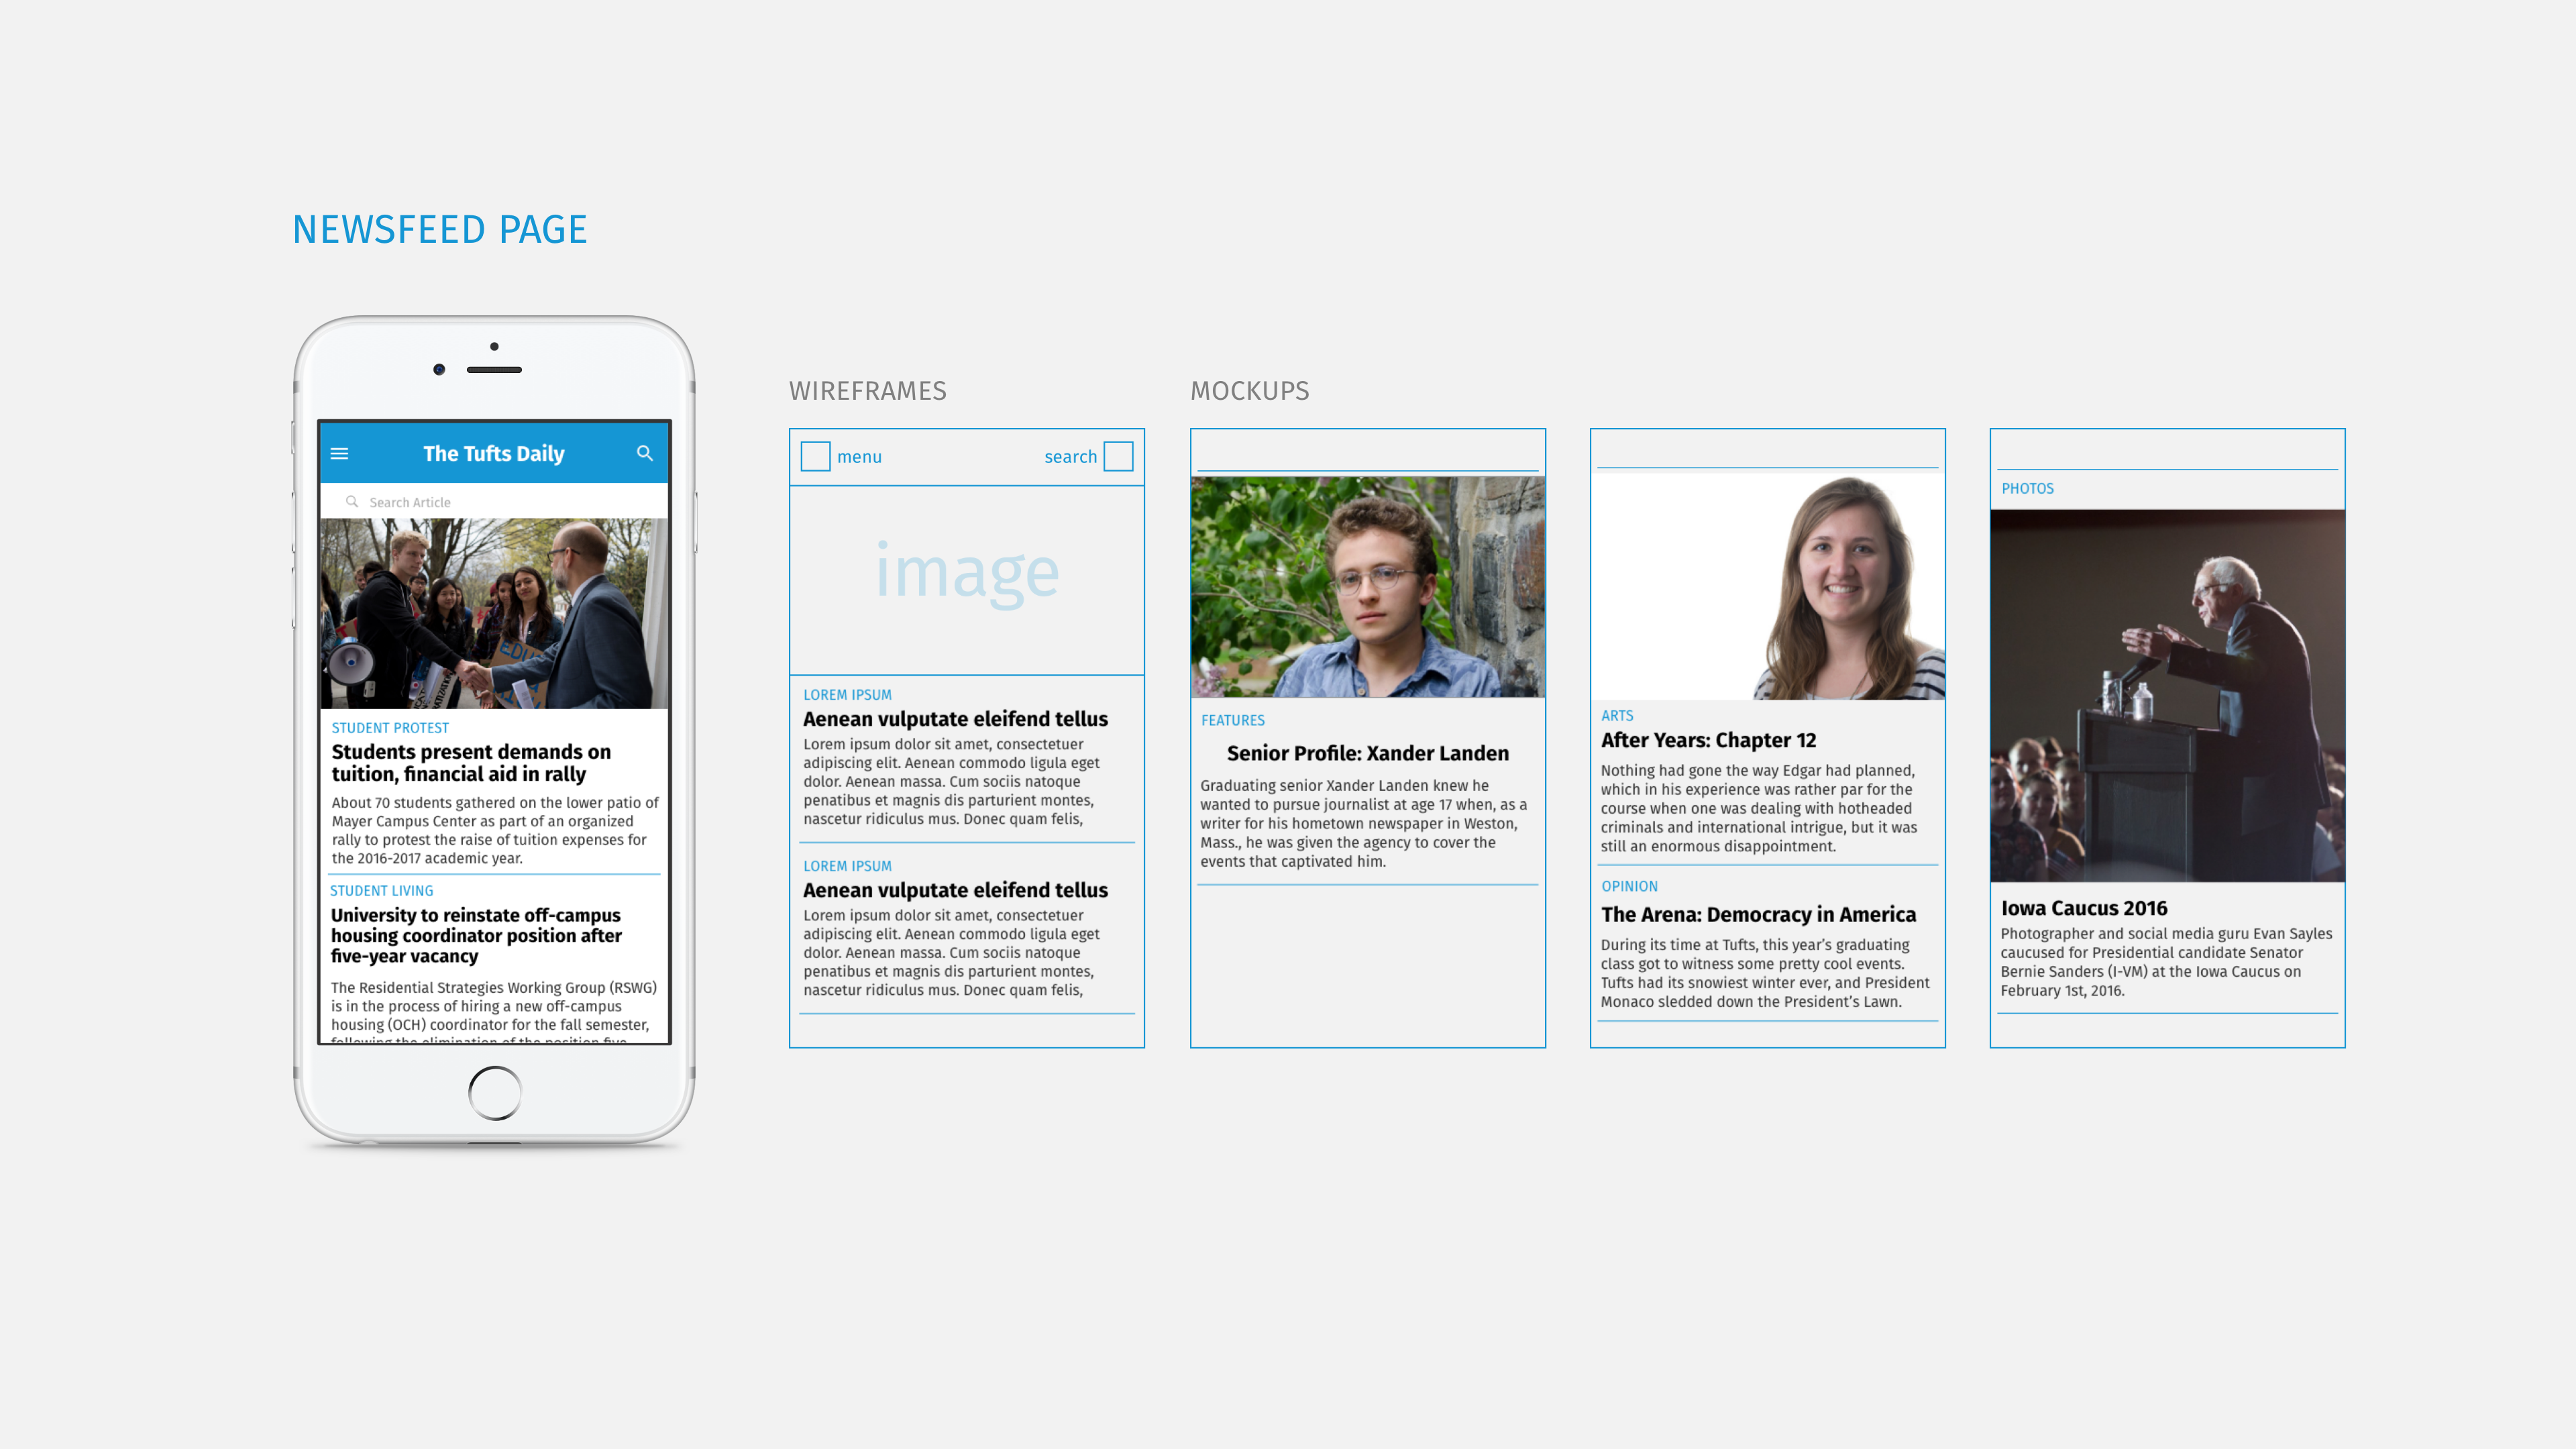 NEWSFEED PAGE
The Tufts Daily
Search Article
EDU
STUDENT PROTEST
Students present demands on
tuition, financial aid in rally
About 70 students gathered on the lower patio of
Mayer Campus Center as part of an organized
rally to protest the raise of tuition expenses for
the 2016-2017 academic year.
STUDENT LIVING
University to reinstate off-campus
housing coordinator position after
five-year vacancy
The Residential Strategies Working Group (RSWG)
is in the process of hiring a new off-campus
housing (OCH) coordinator for the fall semester,
following the elimination of the position five-
WIREFRAMES
menu
search
image
LOREM IPSUM
Aenean vulputate eleifend tellus
Lorem ipsum dolor sit amet, consectetuer
adipiscing elit. Aenean commodo ligula eget
dolor. Aenean massa. Cum sociis natoque
penatibus et magnis dis parturient montes,
nascetur ridiculus mus. Donec quam felis,
LOREM IPSUM
Aenean vulputate eleifend tellus
Lorem ipsum dolor sit amet, consectetuer
adipiscing elit. Aenean commodo ligula eget
dolor. Aenean massa. Cum sociis natoque
penatibus et magnis dis parturient montes,
nascetur ridiculus mus. Donec quam felis,
MOCKUPS
FEATURES
Senior Profile: Xander Landen
Graduating senior Xander Landen knew he
wanted to pursue journalist at age 17 when, as a
writer for his hometown newspaper in Weston,
Mass., he was given the agency to cover the
events that captivated him.
ARTS
After Years: Chapter 12
Nothing had gone the way Edgar had planned,
which in his experience was rather par for the
course when one was dealing with hotheaded
criminals and international intrigue, but it was
still an enormous disappointment.
OPINION
The Arena: Democracy in America
During its time at Tufts, this year's graduating
class got to witness some pretty cool events.
Tufts had its snowiest winter ever, and President
Monaco sledded down the President's Lawn.
PHOTOS
Iowa Caucus 2016
Photographer and social media guru Evan Sayles
caucused for Presidential candidate Senator
Bernie Sanders (I-VM) at the Iowa Caucus on
February 1st, 2016.